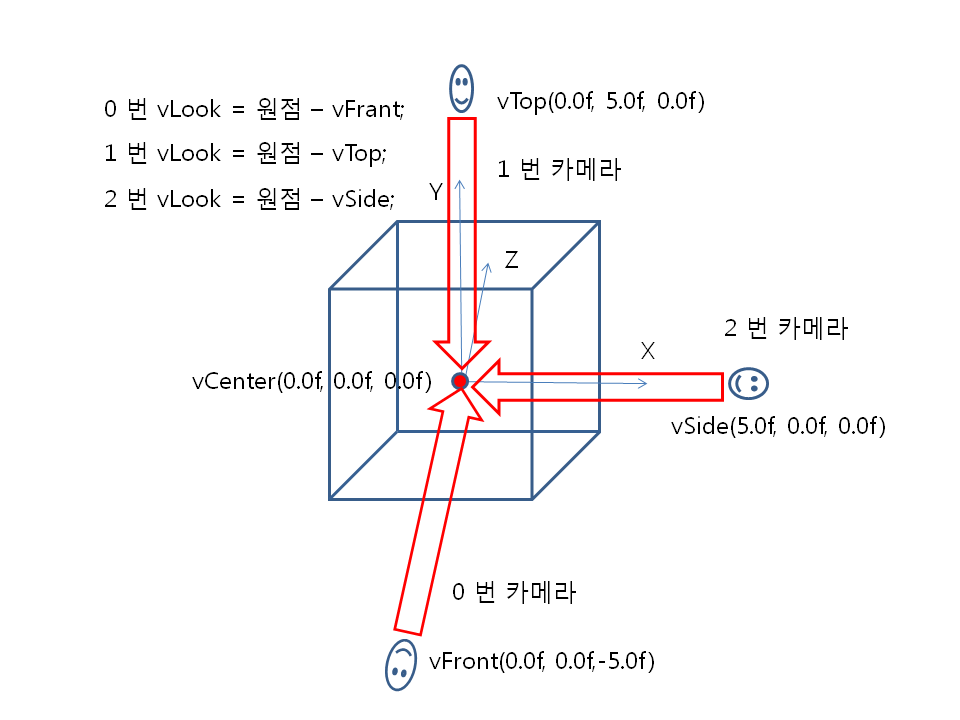 0 번 vLook = 원점 – vFrant;
1 번 vLook = 원점 – vTop;
2 번 vLook = 원점 – vSide;
vTop(0.0f, 5.0f, 0.0f)
1 번 카메라
Y
Z
2 번 카메라
X
vCenter(0.0f, 0.0f, 0.0f)
vSide(5.0f, 0.0f, 0.0f)
0 번 카메라
vFront(0.0f, 0.0f,-5.0f)